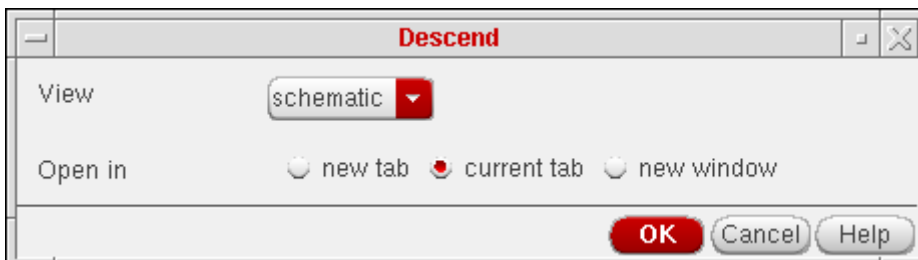 Descend
View schematic
Open in new tab current tab new window
OK Cancel Help